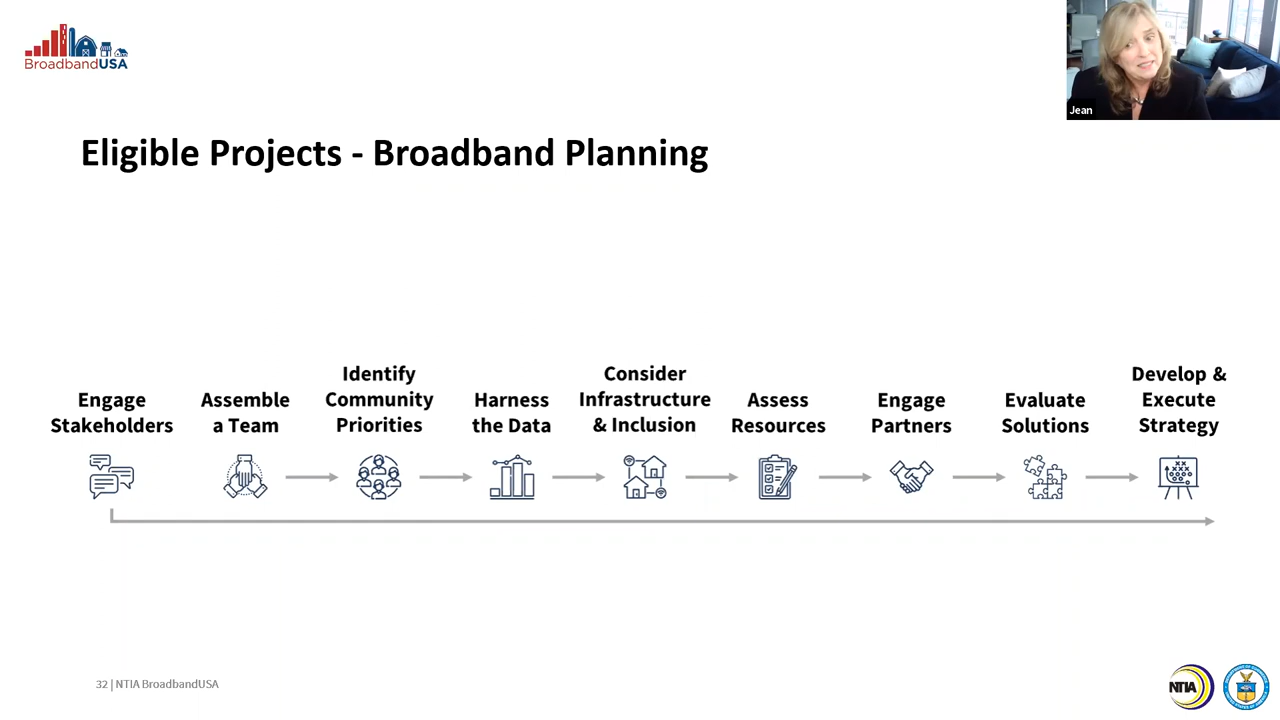 BroadbandUSA
Jean
Eligible Projects - Broadband Planning
Engage
Stakeholders
Assemble
a Team
Identify
Community
Priorities
Harness
the Data
Consider
Infrastructure
& Inclusion
Assess
Resources
Engage
Partners
Evaluate
Solutions
Develop &
Execute
Strategy
32 | NTIA BroadbandUSA
NTIA